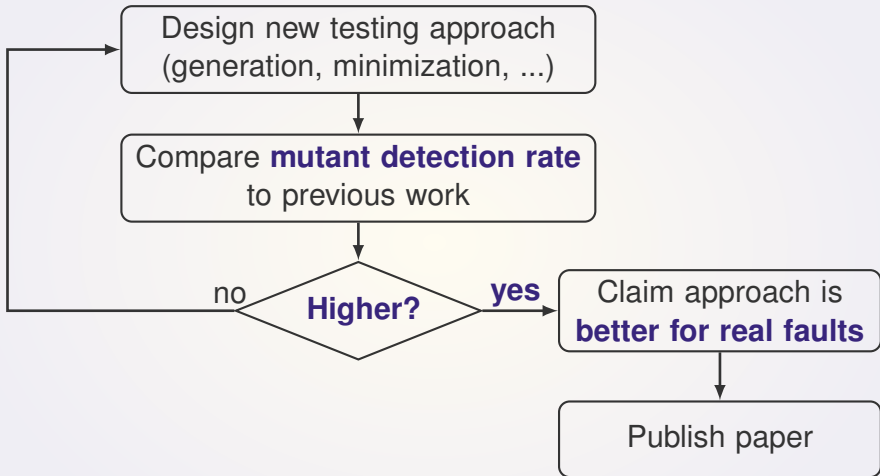 Design new testing approach
(generation, minimization, ...)
Compare mutant detection rate
to previous work
no
Higher?
yes
Claim approach is
better for real faults
Publish paper